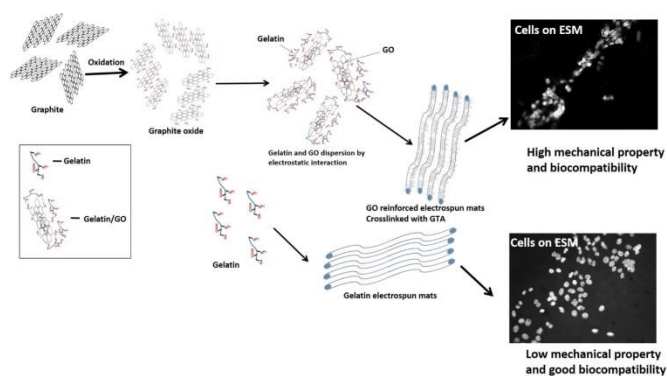 Graphite
Oxidation
Graphite oxide
Gelatin
GO
Gelatin and GO dispersion by
electrostatic interaction
GO reinforced electrospun mats
Crosslinked with GTA
Cells on ESM
High mechanical property
and biocompatibility
Gelatin
Gelatin/GO
Gelatin
Gelatin electrospun mats
Cells on ESM
Low mechanical property
and good biocompatibility